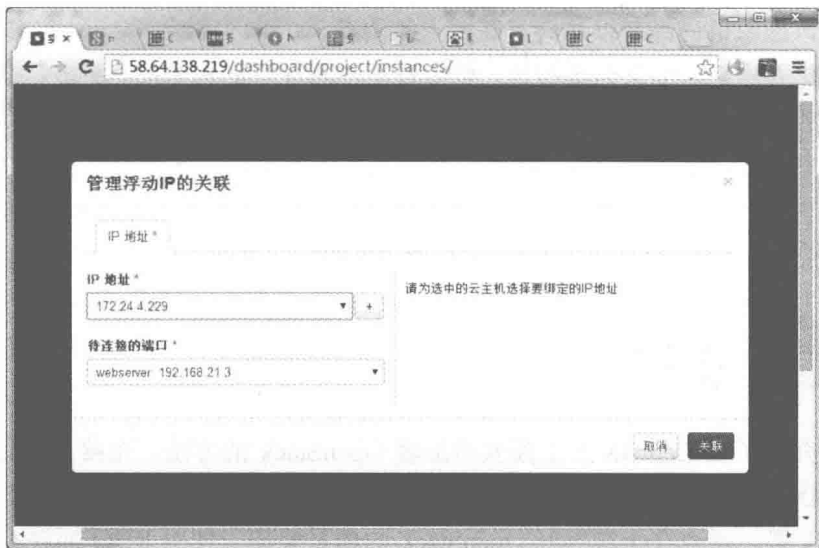 58.64.138.219/dashboard/project/instances/
管理浮动IP的关联
IP 地址 *
IP 地址 *
172.24.4.229
+
请为选中的云主机选择要绑定的IP地址
待连接的端口 *
webserver: 192.168.21.3
取消
关联